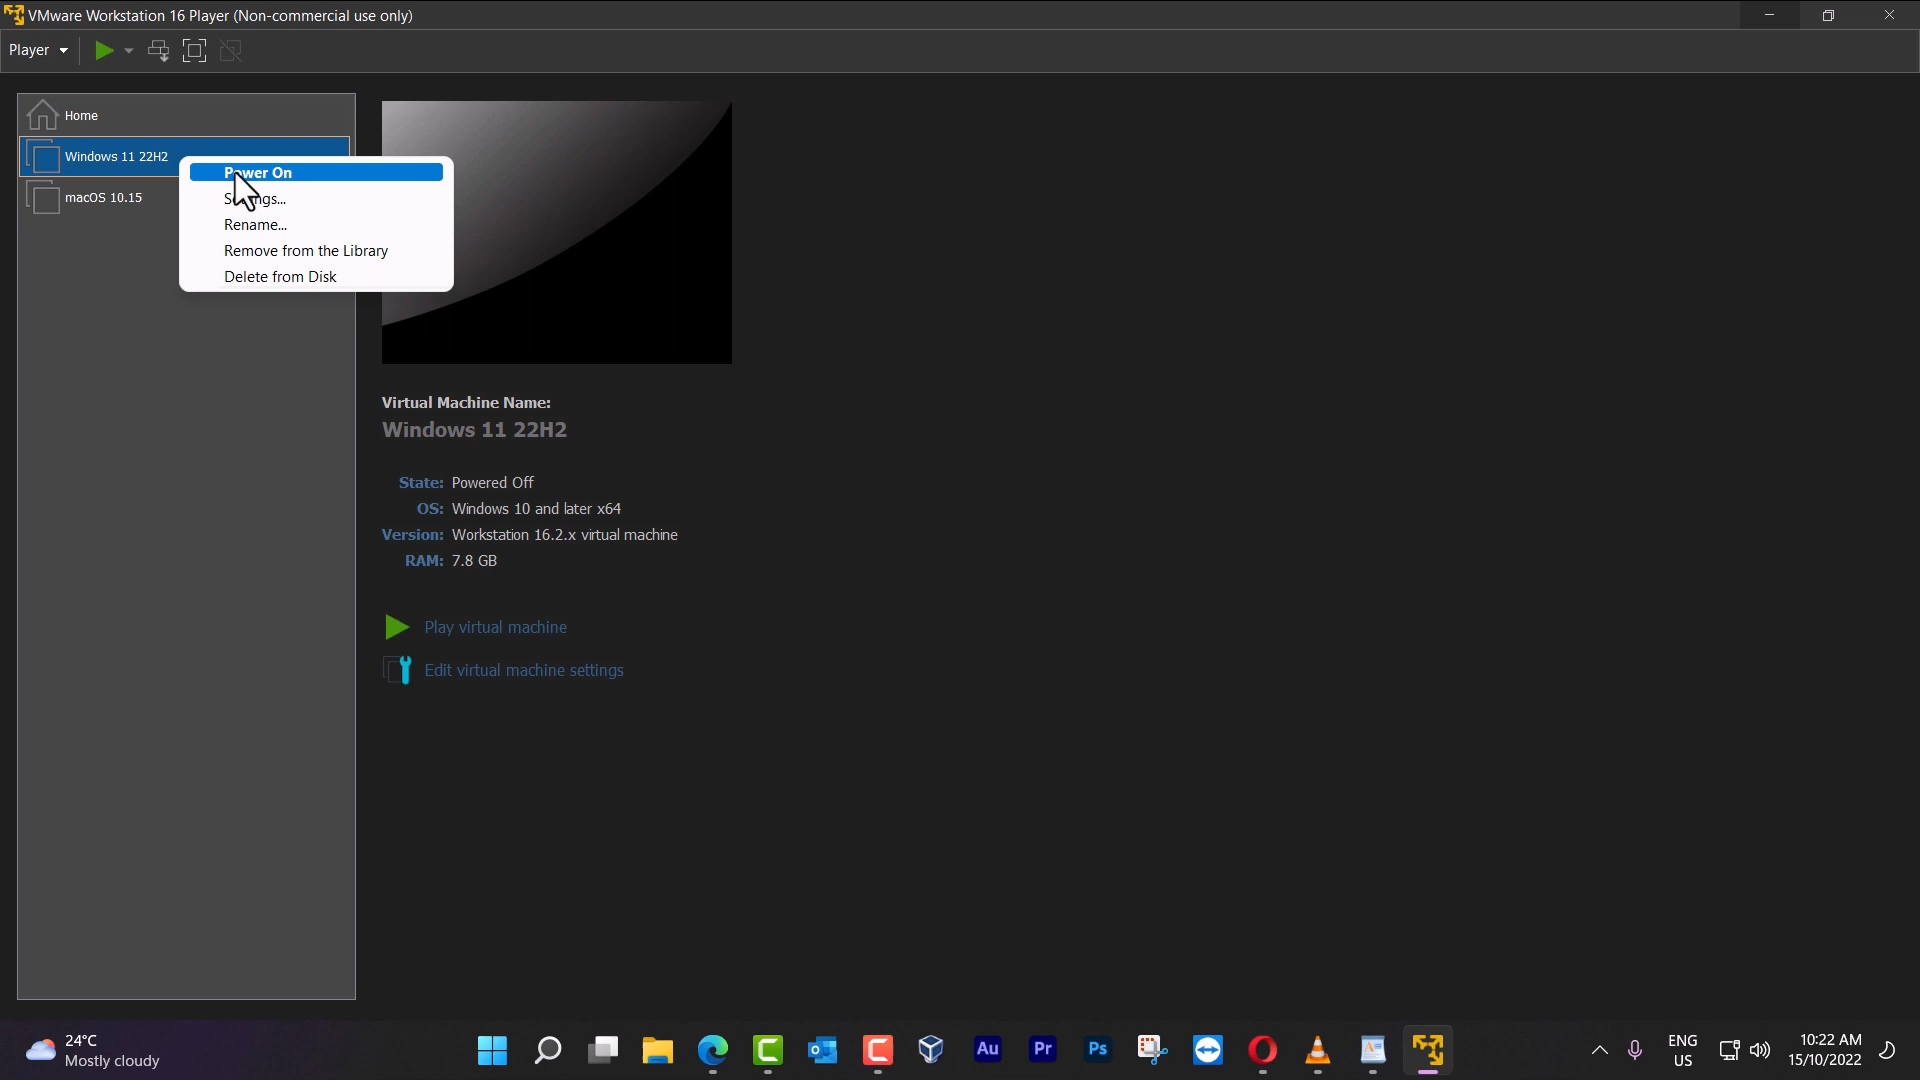 VMware Workstation 16 Player (Non-commercial use only)
Player
Home
Windows 11 22H2
macOS 10.15
Power On
Rename...
Remove from the Library
Delete from Disk
Virtual Machine Name:
Windows 11 22H2
State: Powered Off
OS: Windows 10 and later x64
Version: Workstation 16.2.x virtual machine
RAM: 7.8 GB
Play virtual machine
Edit virtual machine settings
24°C
Mostly cloudy
Au
Pr
Ps
ENG
US
10:22 AM
15/10/2022